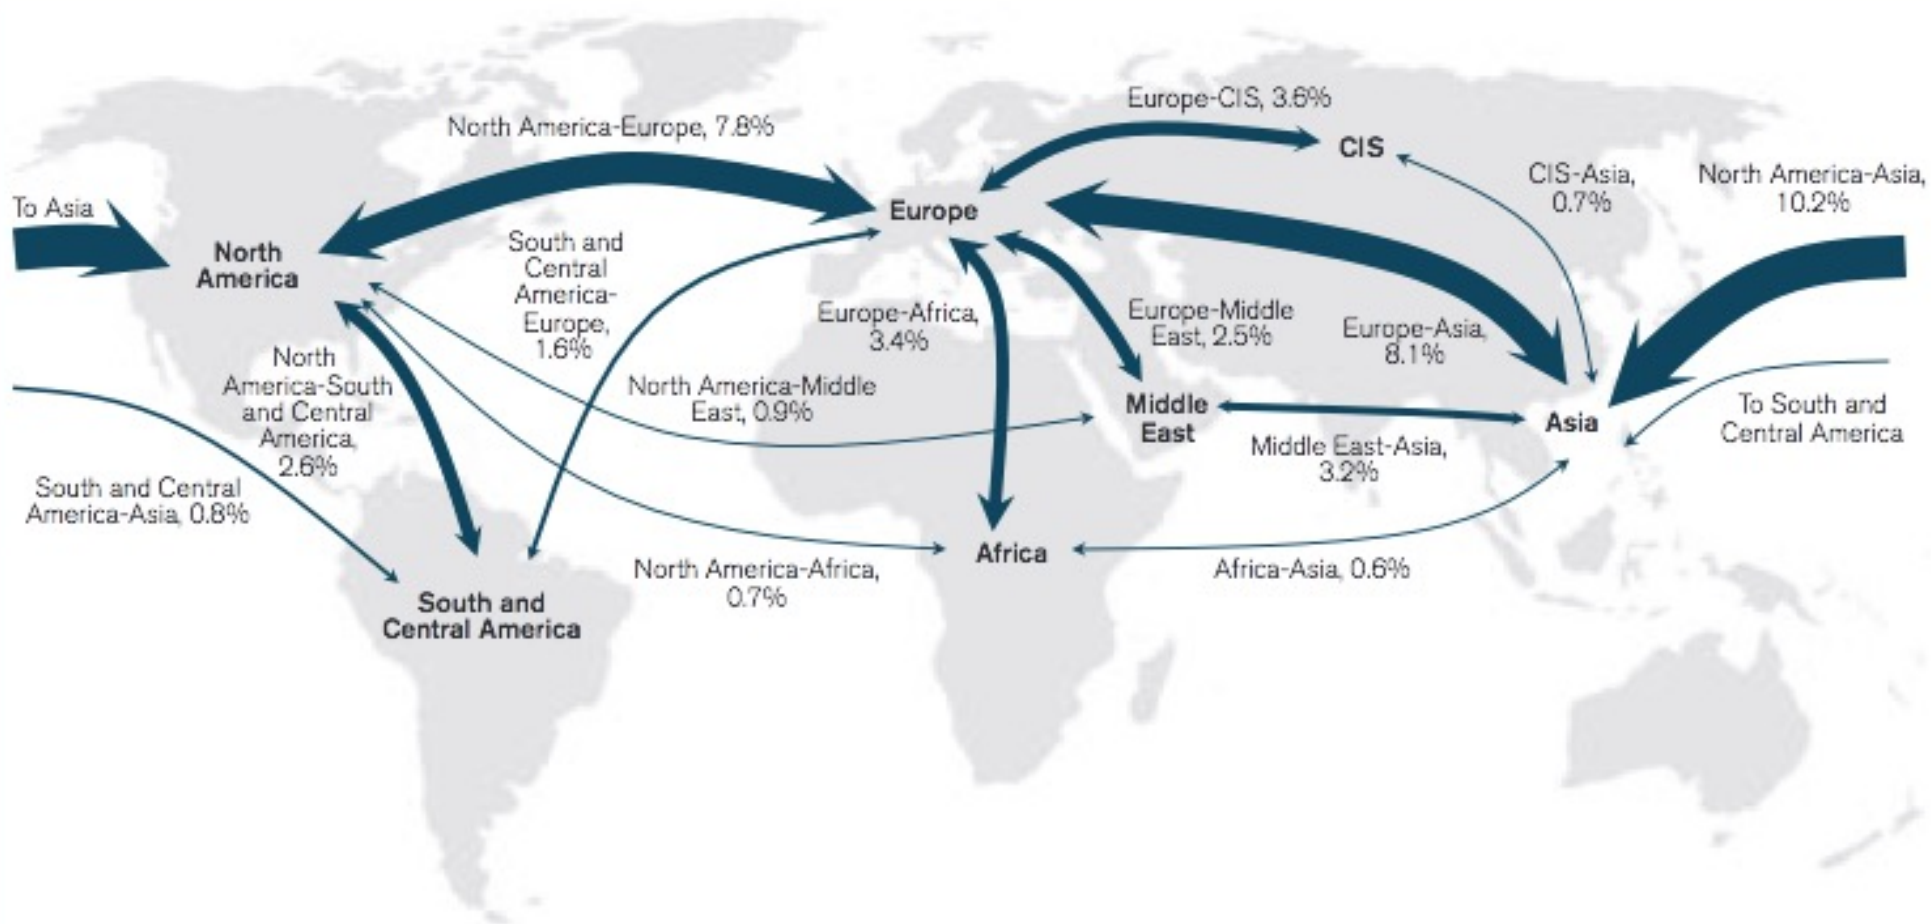 Europe-CIS, 3.6%
North America-Europe, 7.8%
CIS
CIS-Asia,
0.7%
North America-Asia,
10.2%
To Asia
Europe
North
America
South and
Central
America-
Europe,
1.6%
Europe-Africa,
3.4%
Europe-Middle
East, 2.5%
Europe-Asia,
8.1%
North
America-South
and Central
America,
2.6%
North America-Middle
East, 0.9%
Middle
East
Asia
To South and
Central America
Middle East-Asia,
3.2%
South and Central
America-Asia, 0.8%
North America-Africa,
0.7%
Africa
Africa-Asia, 0.6%
South and
Central America